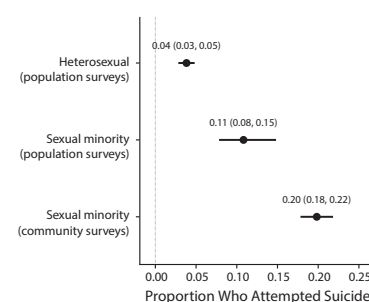 0.04 (0.03, 0.05)
Heterosexual
(population surveys)
0.11 (0.08, 0.15)
Sexual minority
(population surveys)
0.20 (0.18, 0.22)
Sexual minority
(community surveys)
0.00 0.05 0.10 0.15 0.20 0.25
Proportion Who Attempted Suicide